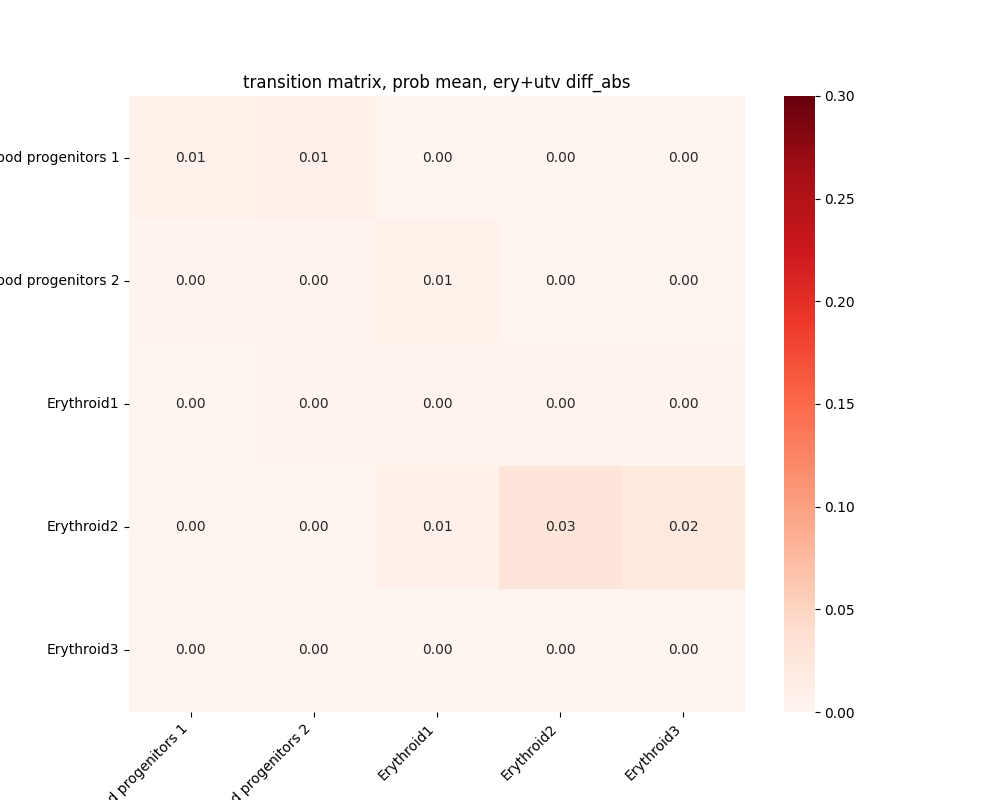 transition matrix, prob mean, ery+utv diff_abs
ood progenitors 1
0.01 0.01 0.00 0.00 0.00
ood progenitors 2
0.00 0.00 0.01 0.00 0.00
Erythroid1
0.00 0.00 0.00 0.00 0.00
Erythroid2
0.00 0.00 0.01 0.03 0.02
Erythroid3
0.00 0.00 0.00 0.00 0.00
d progenitors 1
d progenitors 2
Erythroid1
Erythroid2
Erythroid3
0.30
0.25
0.20
0.15
0.10
0.05
0.00